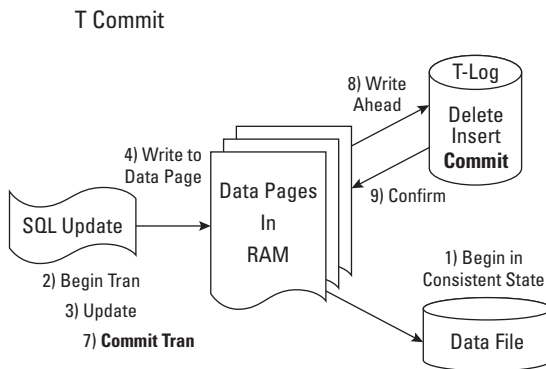 T Commit
8) Write
Ahead
T-Log
Delete
Insert
Commit
4) Write to
Data Page
Data Pages
In
RAM
9) Confirm
SQL Update
2) Begin Tran
3) Update
7) Commit Tran
1) Begin in
Consistent State
Data File